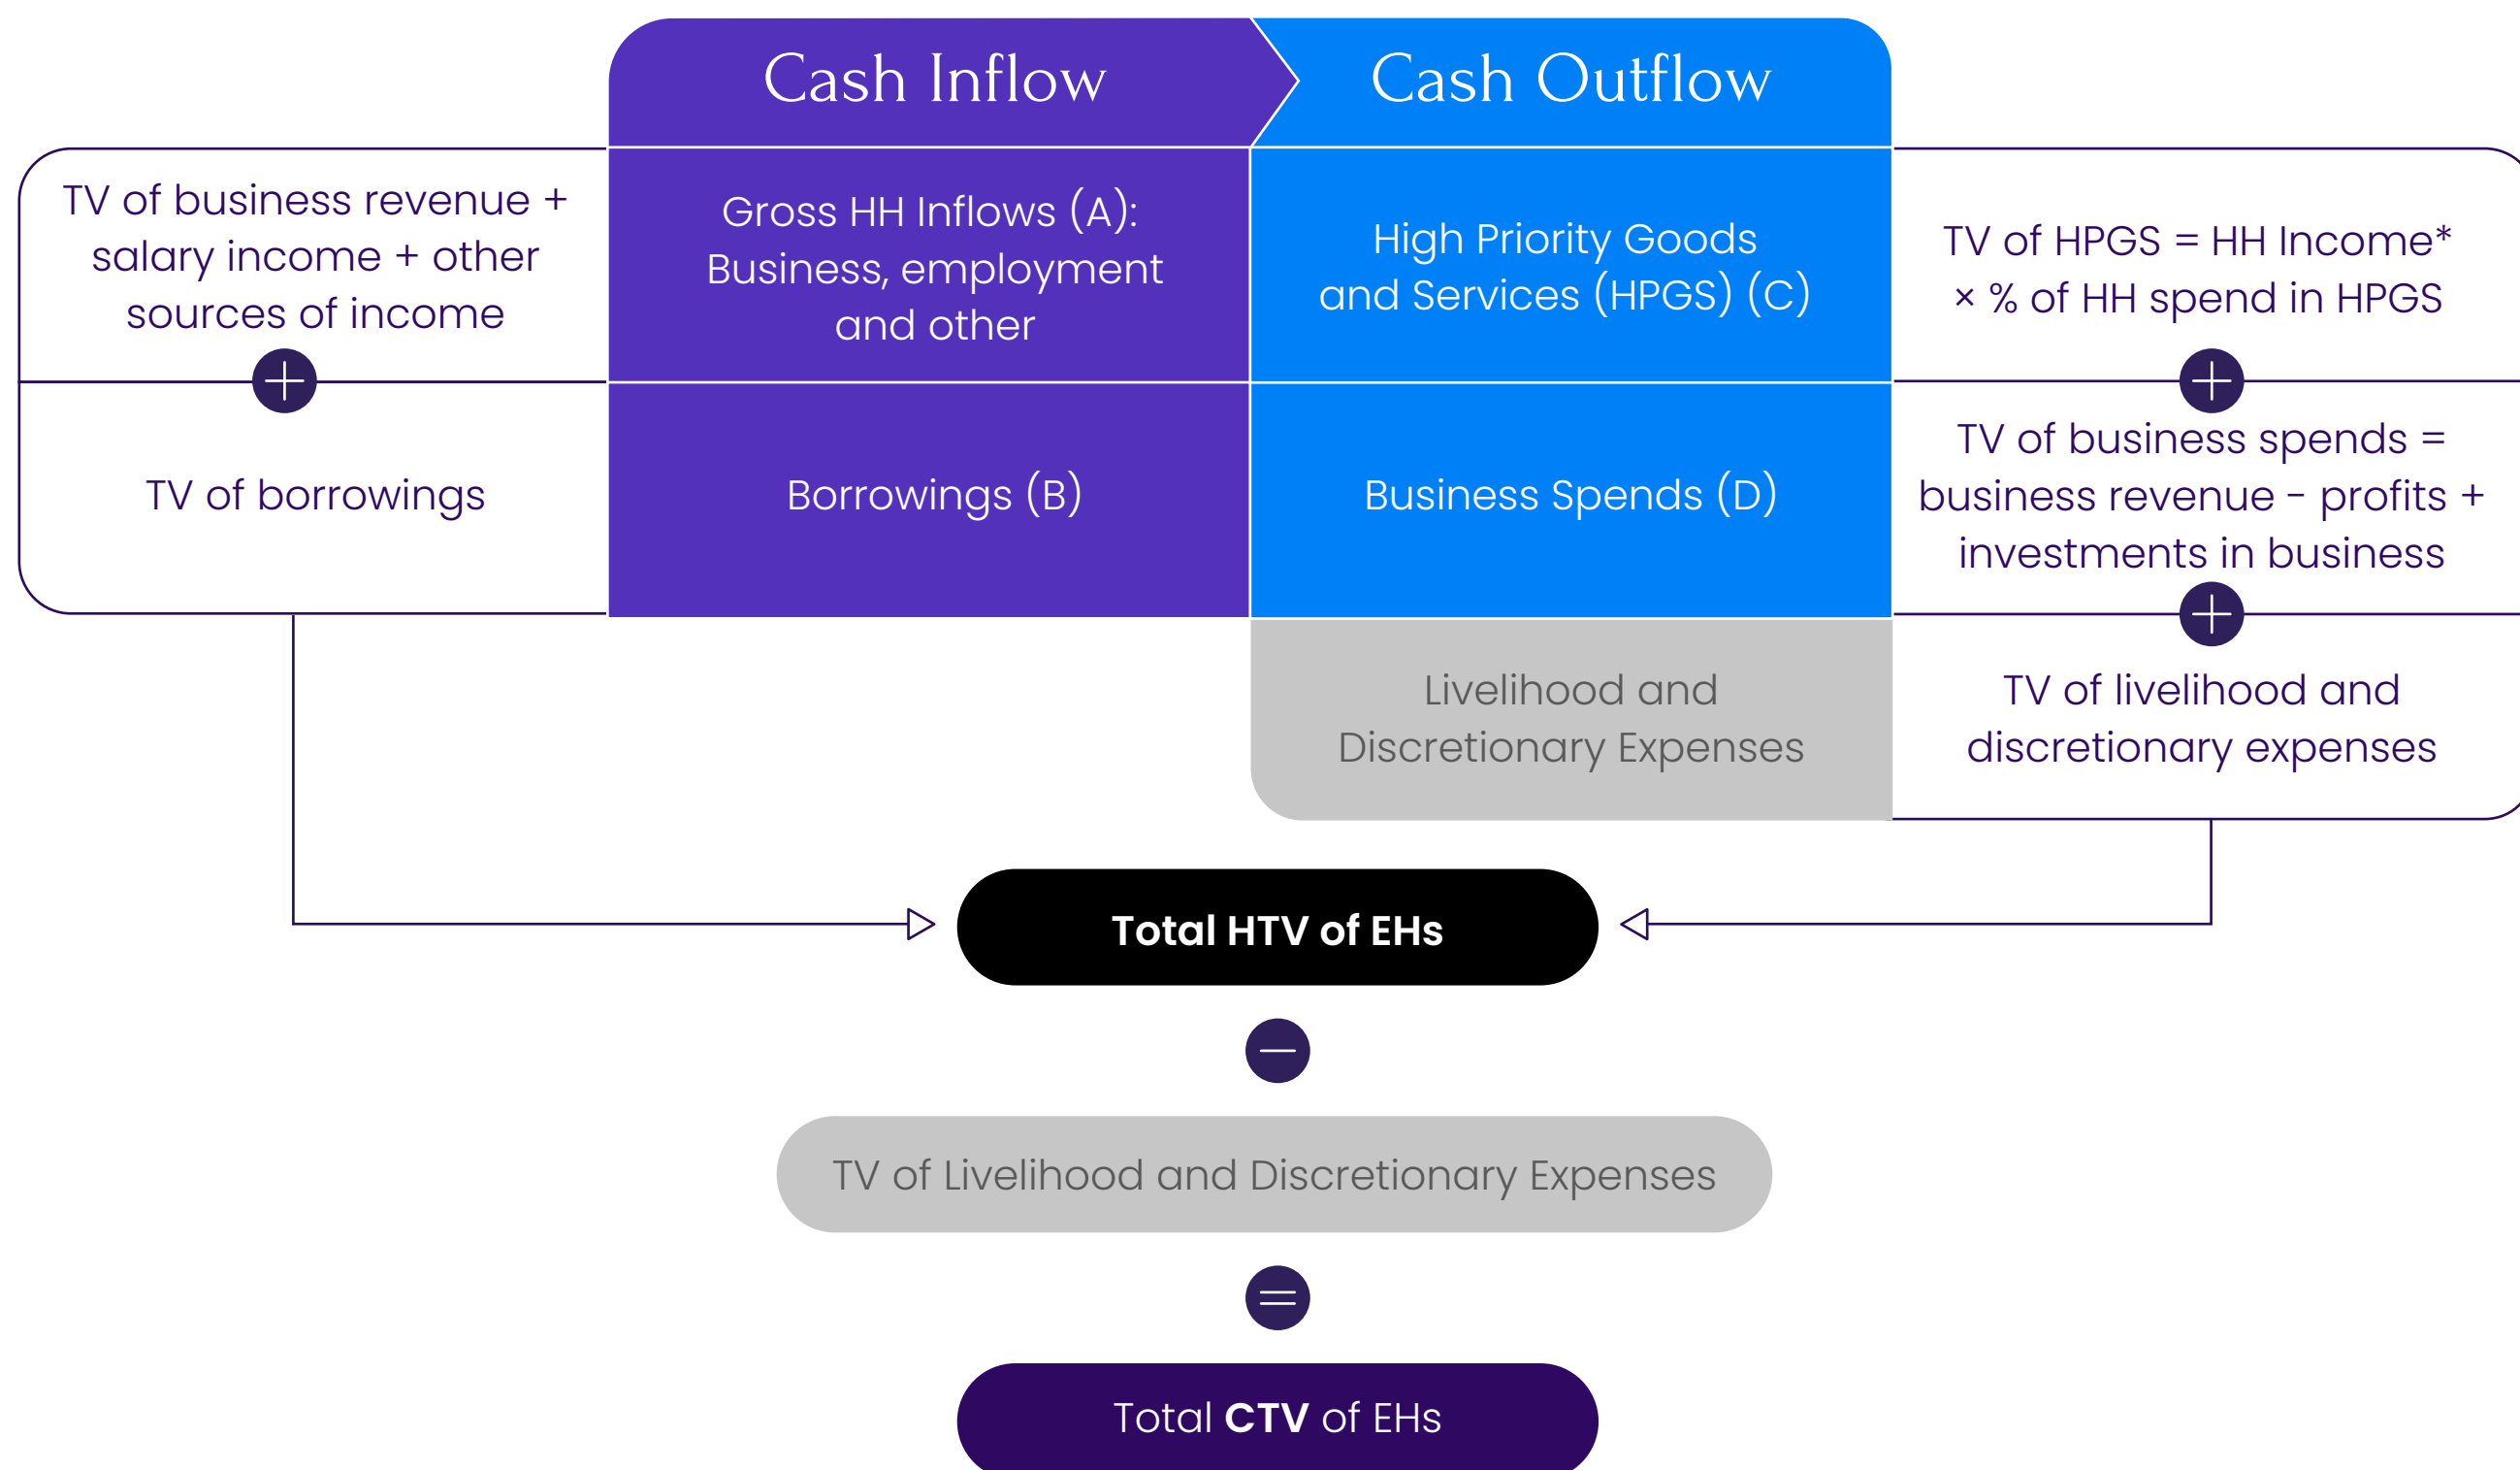 Cash Inflow
Cash Outflow
TV of business revenue +
salary income + other
sources of income
Gross HH Inflows (A):
Business, employment
and other
High Priority Goods
and Services (HPGS) (C)
TV of HPGS = HH Income*
× % of HH spend in HPGS
+
+
TV of borrowings
Borrowings (B)
Business Spends (D)
TV of business spends =
business revenue - profits +
investments in business
+
Livelihood and
Discretionary Expenses
TV of livelihood and
discretionary expenses
Total HTV of EHs
−
TV of Livelihood and Discretionary Expenses
=
Total CTV of EHs